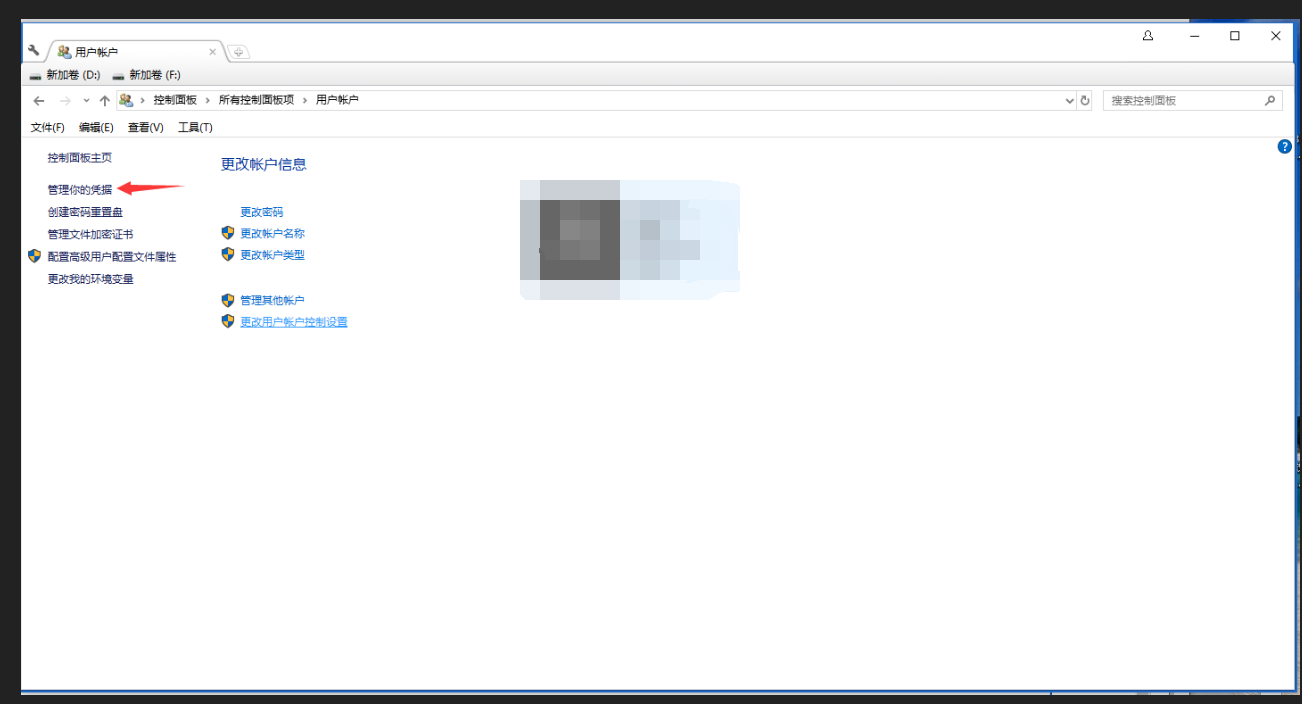 用户帐户
新加卷 (D:) 新加卷 (F:)
控制面板 › 所有控制面板项 › 用户帐户 搜索控制面板
文件(F) 编辑(E) 查看(V) 工具(T)
控制面板主页
管理你的凭据
创建密码重置盘
管理文件加密证书
配置高级用户配置文件属性
更改我的环境变量
更改帐户信息
更改密码
更改帐户名称
更改帐户类型
管理其他帐户
更改用户帐户控制设置